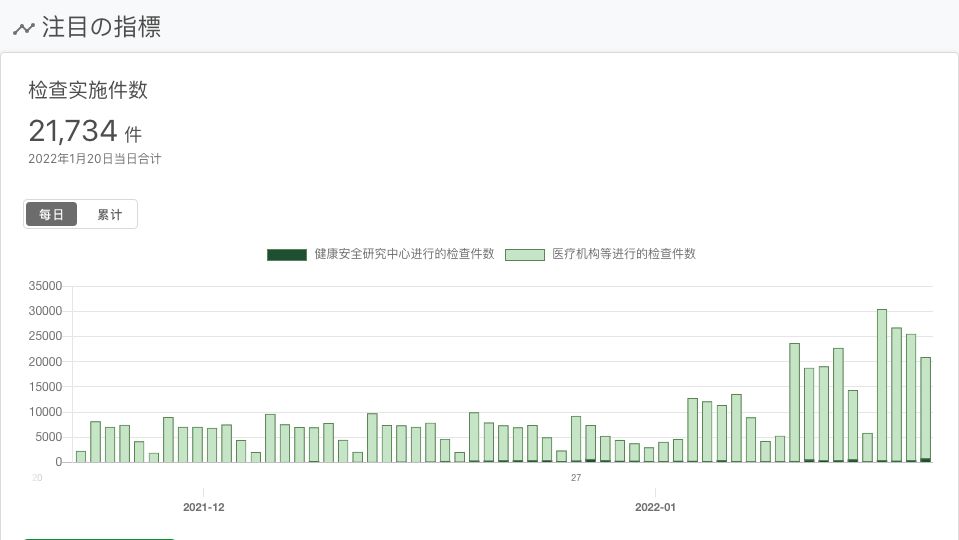 注目の指標
检查实施件数
21,734 件
2022年1月20日当日合计
每日 累计
健康安全研究中心进行的检查件数 医疗机构等进行的检查件数
35000
30000
25000
20000
15000
10000
5000
0
20 27
2021-12 2022-01